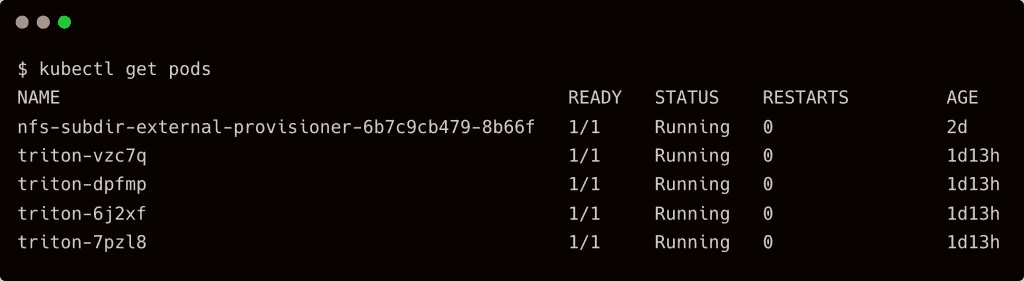 $ kubectl get pods
NAME READY STATUS RESTARTS AGE
nfs-subdir-external-provisioner-6b7c9cb479-8b66f 1/1 Running 0 2d
triton-vzc7q 1/1 Running 0 1d13h
triton-dpfmp 1/1 Running 0 1d13h
triton-6j2xf 1/1 Running 0 1d13h
triton-7pzl8 1/1 Running 0 1d13h